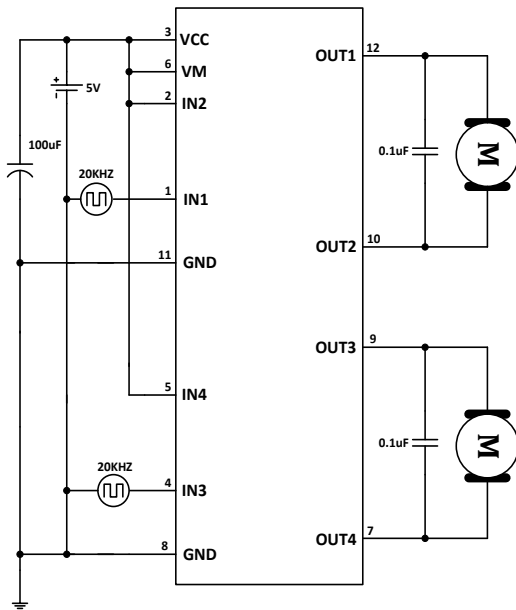 3 VCC
OUT1 12
6 VM
+
5V
-
2 IN2
100uF
0.1uF
M
20KHZ
1 IN1
OUT2 10
11 GND
OUT3 9
5 IN4
0.1uF
M
20KHZ
4 IN3
OUT4 7
8 GND